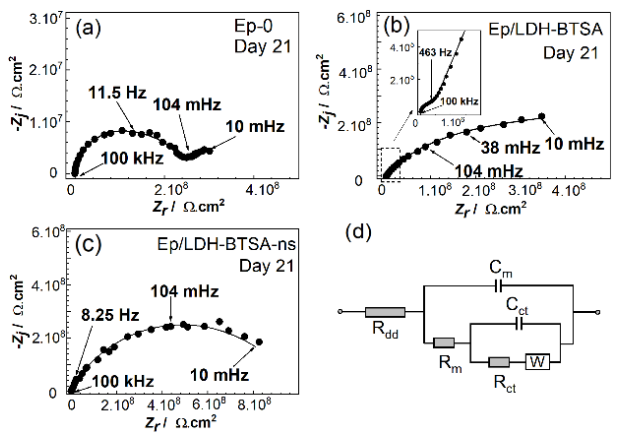 (a)
Ep-0
Day 21
3.10⁷
1.10⁷
0
-Zj / Ω.cm²
11.5 Hz
104 mHz
10 mHz
100 kHz
0
2.10⁸
4.10⁸
Zr / Ω.cm²
(b)
Ep/LDH-BTSA
Day 21
6.10⁸
4.10⁸
2.10⁸
0
-Zj / Ω.cm²
4.10⁵
2.10⁵
463 Hz
100 kHz
1.10⁵
10 mHz
38 mHz
104 mHz
0
1.10⁸
2.10⁸
3.10⁸
4.10⁸
Zr / Ω.cm²
(c)
Ep/LDH-BTSA-ns
Day 21
6.10⁸
4.10⁸
2.10⁸
0
-Zj / Ω.cm²
8.25 Hz
104 mHz
10 mHz
100 kHz
0
2.10⁸
4.10⁸
6.10⁸
8.10⁸
Zr / Ω.cm²
(d)
Cm
Cct
Rdd
Rm
Rct
W